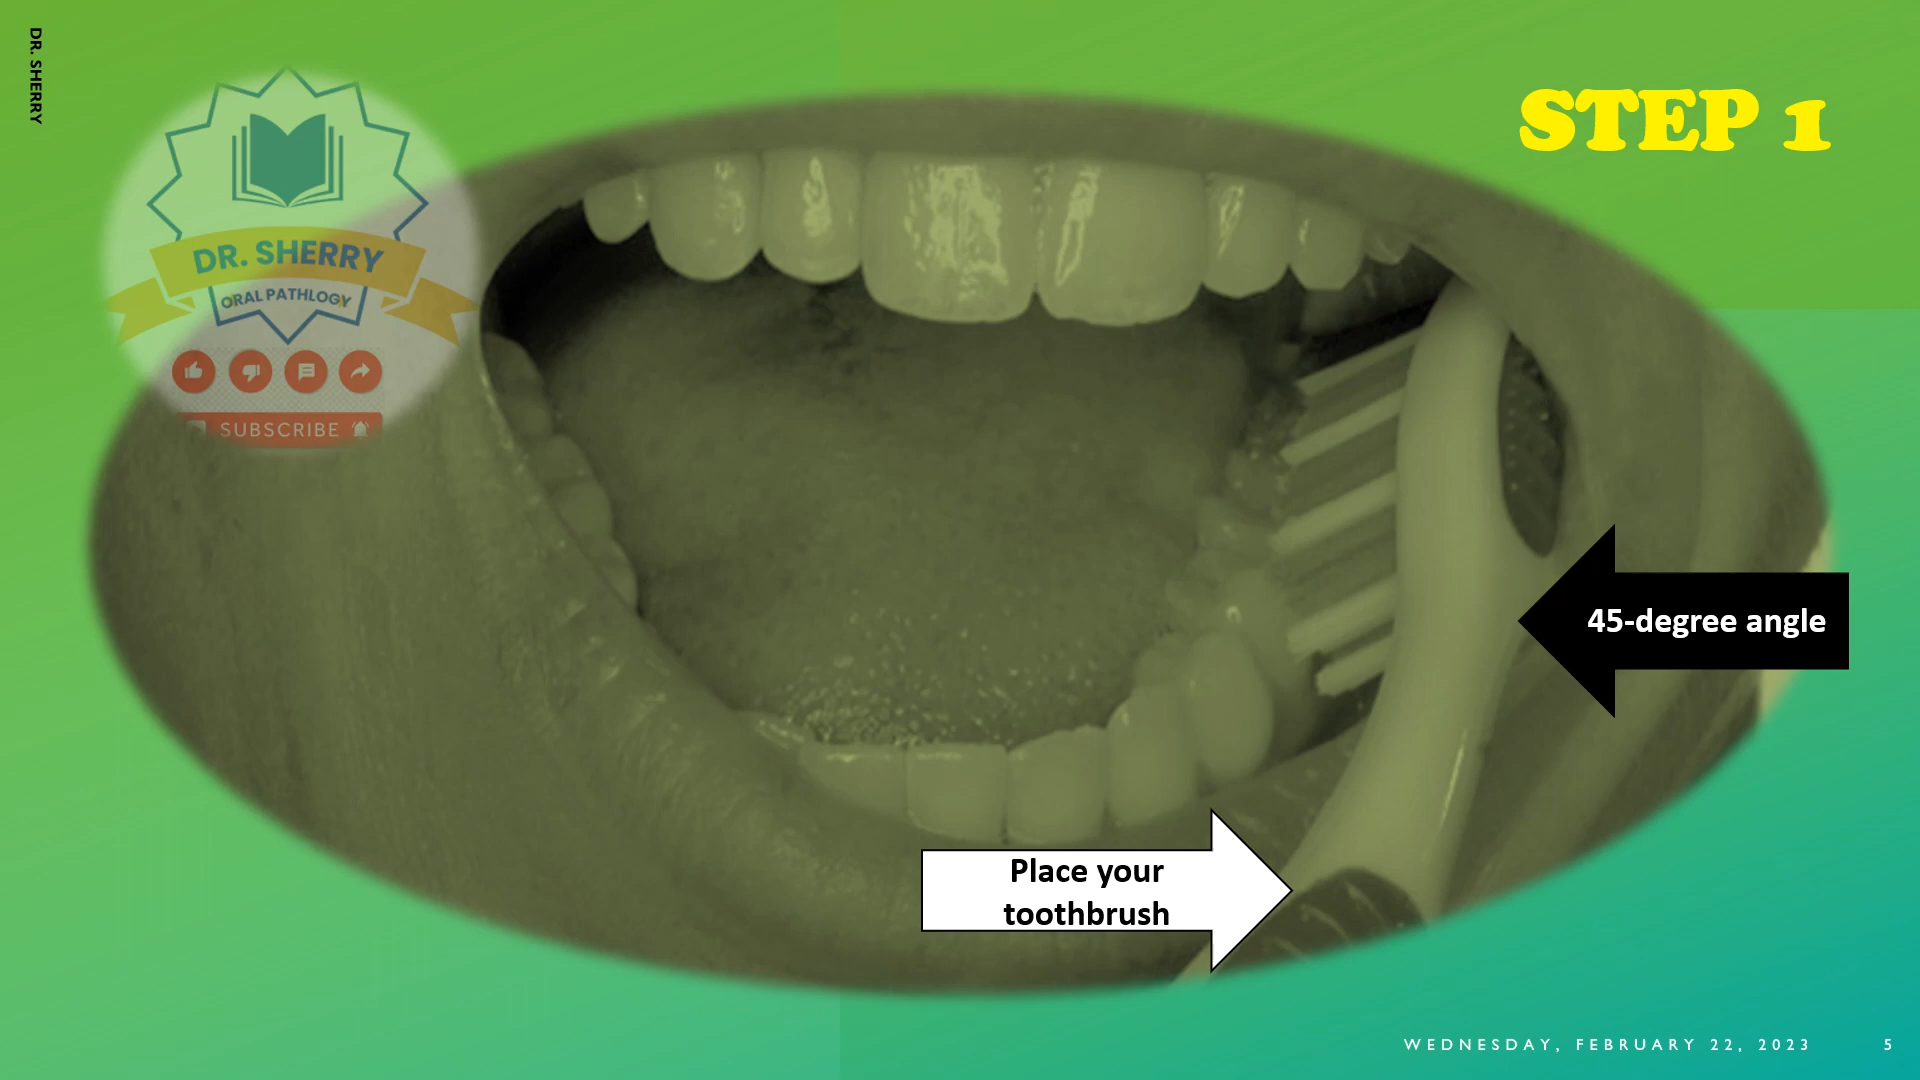 DR. SHERRY
STEP 1
DR. SHERRY
ORAL PATHLOGY
SUBSCRIBE
45-degree angle
Place your
toothbrush
WEDNESDAY, FEBRUARY 22, 2023
5